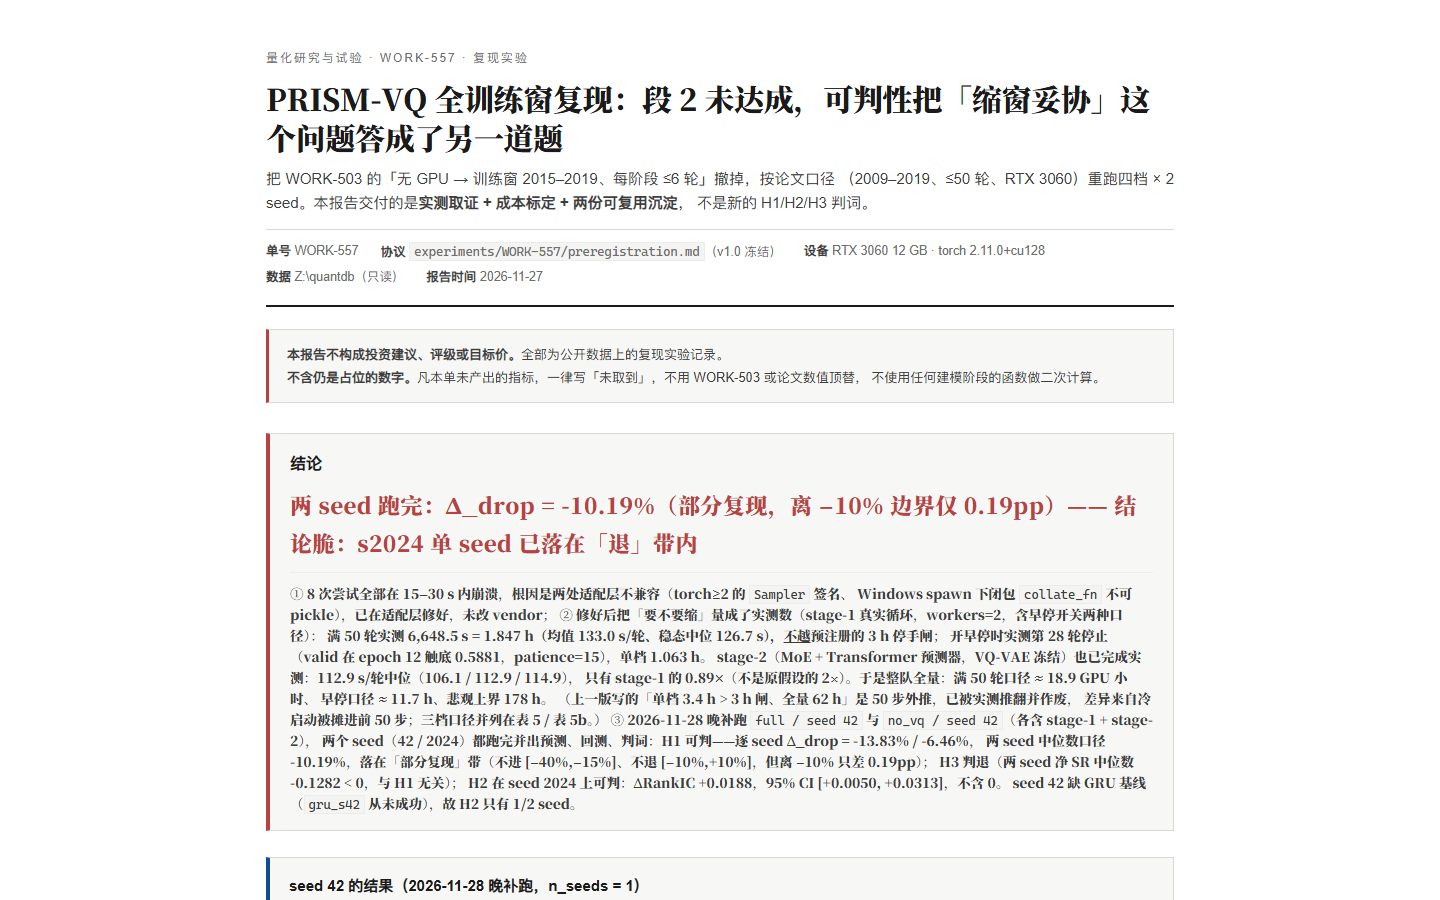 量化研究与试验 · WORK-557 · 复现实验
PRISM-VQ 全训练窗复现：段 2 未达成，可判性把「缩窗妥协」这
个问题答成了另一道题
把 WORK-503 的「无 GPU → 训练窗 2015–2019、每阶段 ≤6 轮」撤掉，按论文口径 （2009–2019、≤50 轮、RTX 3060）重跑四档 × 2
seed。本报告交付的是实测取证 + 成本标定 + 两份可复用沉淀， 不是新的 H1/H2/H3 判词。
单号 WORK-557 协议 experiments/WORK-557/preregistration.md （v1.0 冻结） 设备 RTX 3060 12 GB · torch 2.11.0+cu128
数据 Z:\quantdb（只读） 报告时间 2026-11-27
本报告不构成投资建议、评级或目标价。全部为公开数据上的复现实验记录。
不含仍是占位的数字。凡本单未产出的指标，一律写「未取到」，不用 WORK-503 或论文数值顶替， 不使用任何建模阶段的函数做二次计算。
结论
两 seed 跑完：Δ_drop = -10.19%（部分复现，离 −10% 边界仅 0.19pp）—— 结
论脆：s2024 单 seed 已落在「退」带内
① 8 次尝试全部在 15–30 s 内崩溃，根因是两处适配层不兼容（torch≥2 的 Sampler 签名、 Windows spawn 下闭包 collate_fn 不可
pickle），已在适配层修好，未改 vendor； ② 修好后把「要不要缩」量成了实测数（stage-1 真实循环，workers=2，含早停开关两种口
径）： 满 50 轮实测 6,648.5 s = 1.847 h（均值 133.0 s/轮、稳态中位 126.7 s），不越预注册的 3 h 停手闸； 开早停时实测第 28 轮停止
（valid 在 epoch 12 触底 0.5881，patience=15），单档 1.063 h。 stage-2（MoE + Transformer 预测器，VQ-VAE 冻结）也已完成实
测：112.9 s/轮中位（106.1 / 112.9 / 114.9），只有 stage-1 的 0.89×（不是原假设的 2×）。于是整队全量：满 50 轮口径 ≈ 18.9 GPU 小
时、 早停口径 ≈ 11.7 h、悲观上界 178 h。 （上一版写的「单档 3.4 h > 3 h 闸、全量 62 h」是 50 步外推，已被实测推翻并作废， 差异来自冷
启动被摊进前 50 步；三档口径并列在表 5 / 表 5b。） ③ 2026-11-28 晚补跑 full / seed 42 与 no_vq / seed 42（各含 stage-1 + stage-
2）， 两个 seed（42 / 2024）都跑完并出预测、回测、判词：H1 可判——逐 seed Δ_drop = -13.83% / -6.46%， 两 seed 中位数口径
-10.19%，落在「部分复现」带（不进 [−40%,−15%]、不退 [−10%,+10%]，但离 −10% 只差 0.19pp）； H3 判退（两 seed 净 SR 中位数
-0.1282 < 0，与 H1 无关）； H2 在 seed 2024 上可判：ΔRankIC +0.0188，95% CI [+0.0050, +0.0313]，不含 0。 seed 42 缺 GRU 基线
（ gru_s42 从未成功），故 H2 只有 1/2 seed。
seed 42 的结果（2026-11-28 晚补跑，n_seeds = 1）